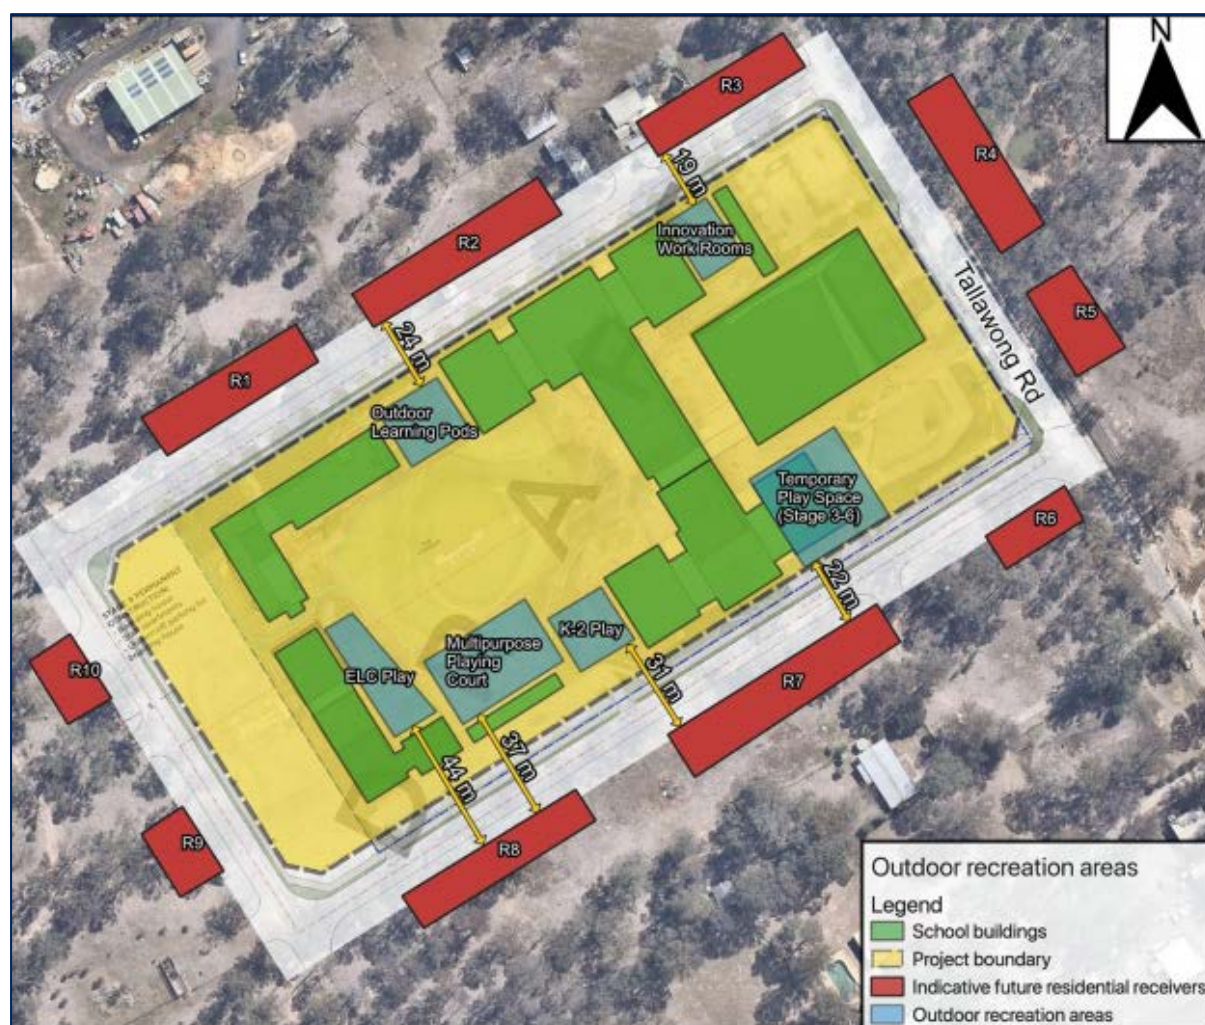 N
R3
R4
19 m
R2
Innovation
Work Rooms
Tallawong Rd
R5
24 m
R1
Outdoor
Learning Pods
Temporary
Play Space
(Stage 3-6)
R6
22 m
K-2 Play
Multipurpose
Playing
Court
31 m
R7
ELC Play
R10
37 m
44 m
R9
R8
DRAFT
Outdoor recreation areas
Legend
School buildings
Project boundary
Indicative future residential receivers
Outdoor recreation areas